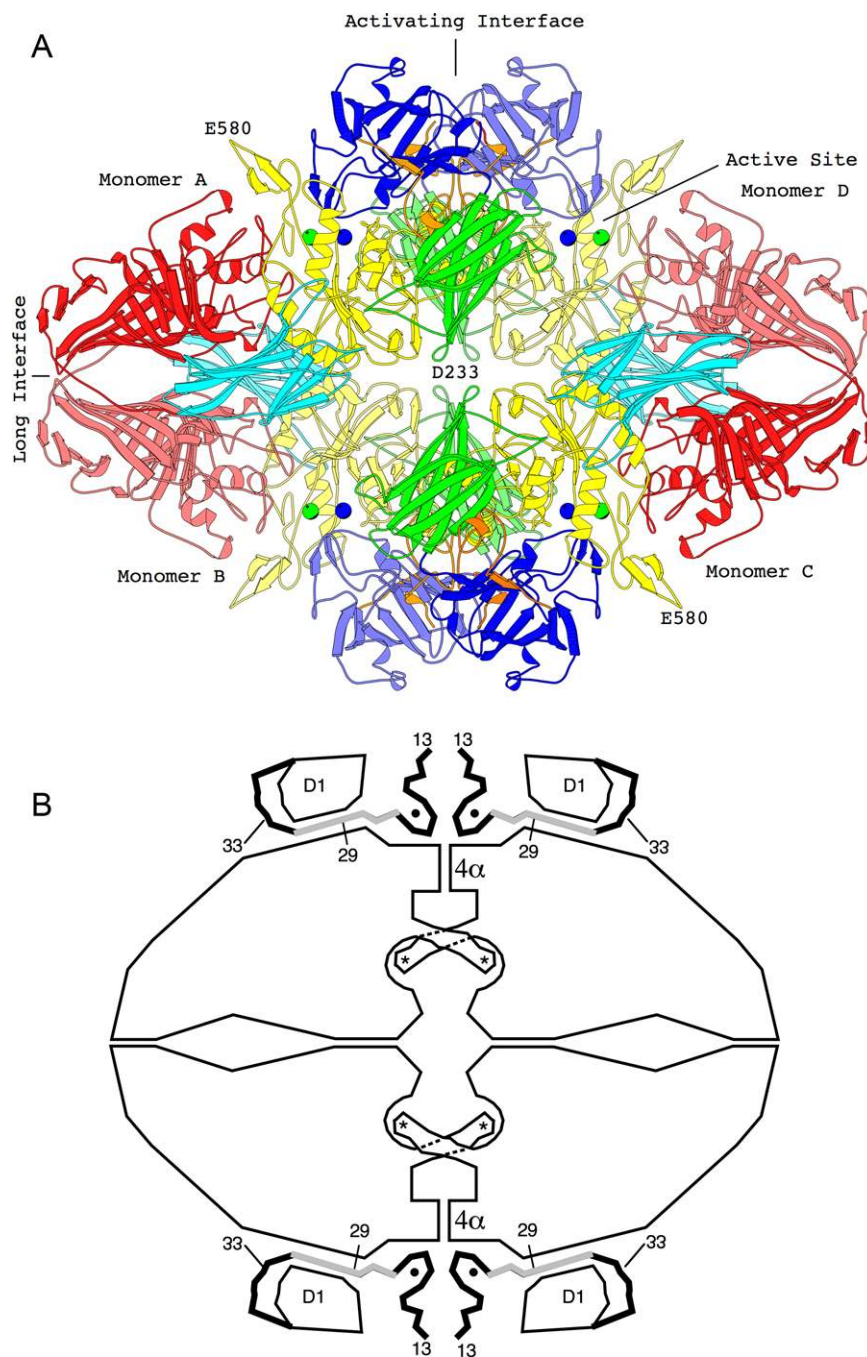 A
Activating Interface
E580
Active Site
Monomer A
Monomer D
Long Interface
D233
Monomer B
Monomer C
E580
B
13 13
D1 D1
33 29 29 33
4α
* *
* *
4α
33 29 29 33
D1 D1
13 13